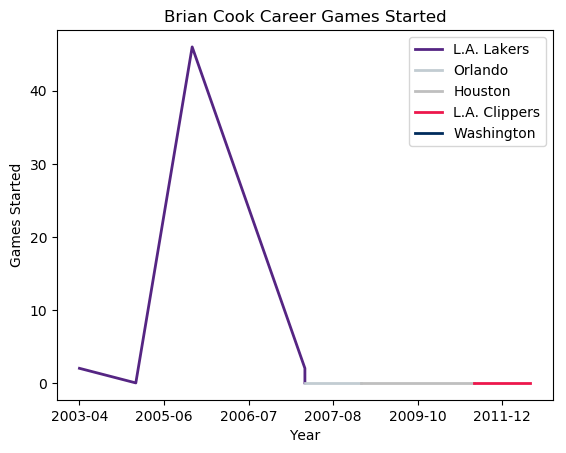 Brian Cook Career Games Started
L.A. Lakers
Orlando
Houston
L.A. Clippers
Washington
Games Started
40
30
20
10
0
2003-04 2005-06 2006-07 2007-08 2009-10 2011-12
Year